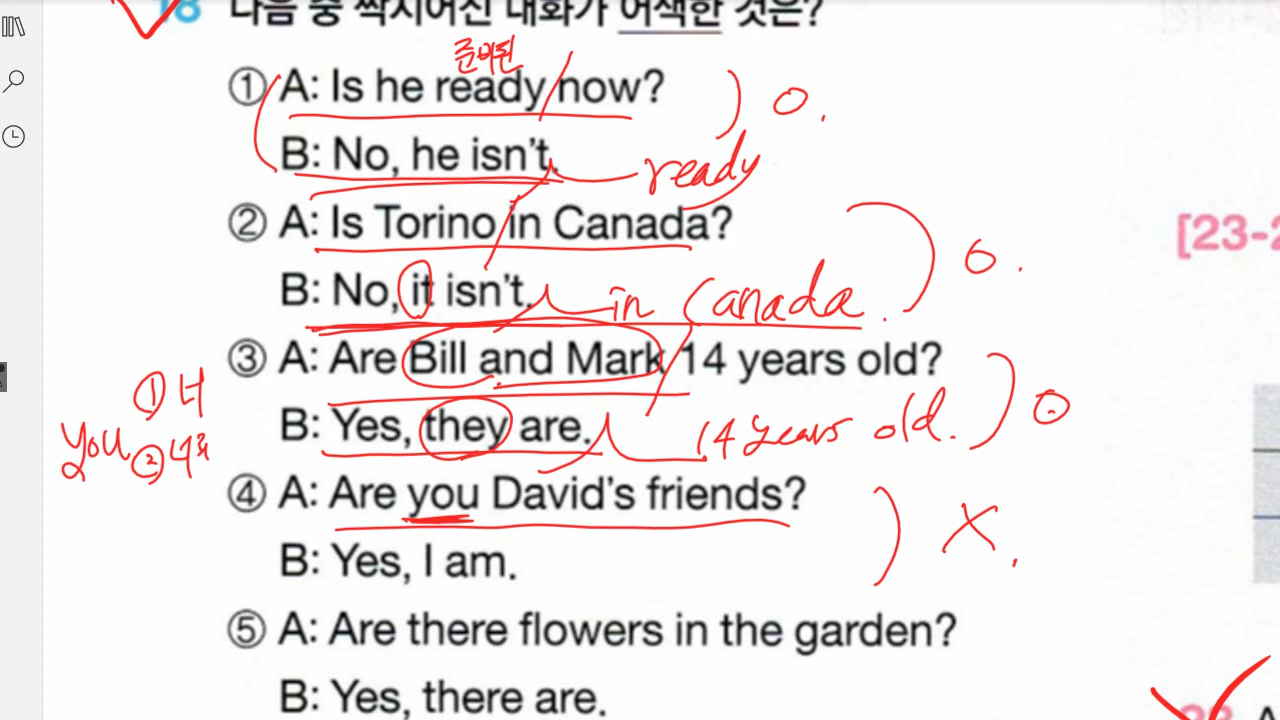 18 다음 중 짝지어진 대화가 어색한 것은?
준비된
① A: Is he ready now?
O.
B: No, he isn't.
ready
② A: Is Torino in Canada?
[23-2
O.
B: No, it isn't.
in Canada.
③ A: Are Bill and Mark 14 years old?
① 너
O
B: Yes, they are.
14 years old.
you ② 너희
④ A: Are you David's friends?
X.
B: Yes, I am.
⑤ A: Are there flowers in the garden?
B: Yes, there are.